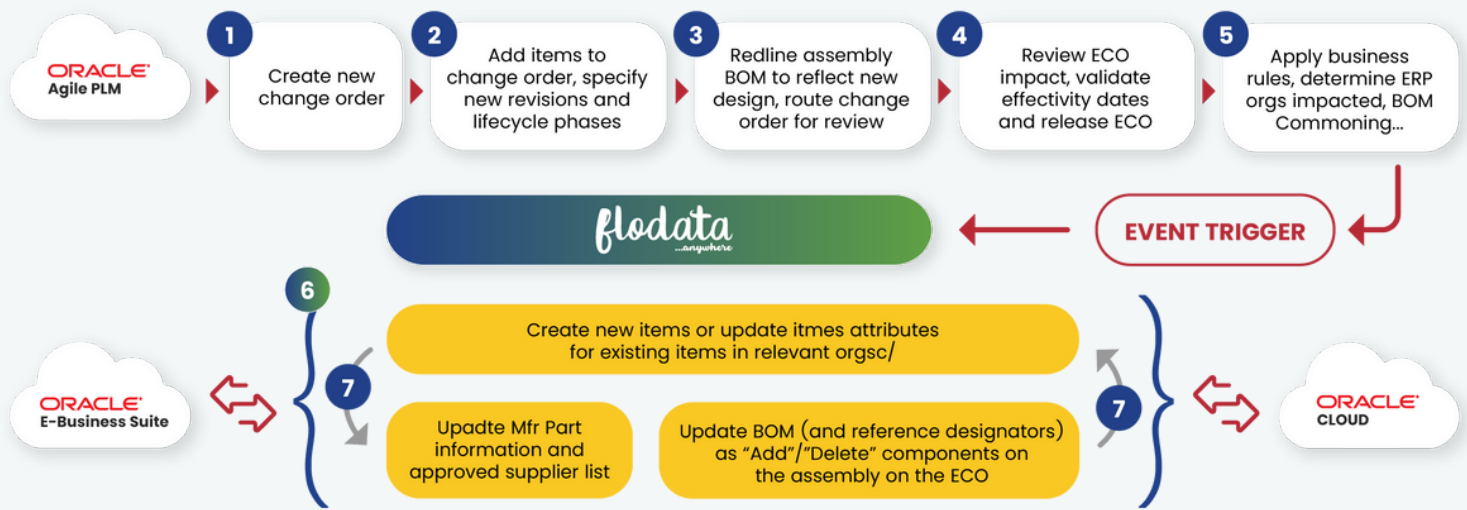 ORACLE
Agile PLM
1
Create new
change order
2
Add items to
change order, specify
new revisions and
lifecycle phases
3
Redline assembly
BOM to reflect new
design, route change
order for review
4
Review ECO
impact, validate
effectivity dates
and release ECO
5
Apply business
rules, determine ERP
orgs impacted, BOM
Commoning...
flodata
...anywhere
EVENT TRIGGER
6
Create new items or update itmes attributes
for existing items in relevant orgsc/
7
7
Upadte Mfr Part
information and
approved supplier list
Update BOM (and reference designators)
as “Add”/”Delete” components on
the assembly on the ECO
ORACLE
E-Business Suite
ORACLE
CLOUD